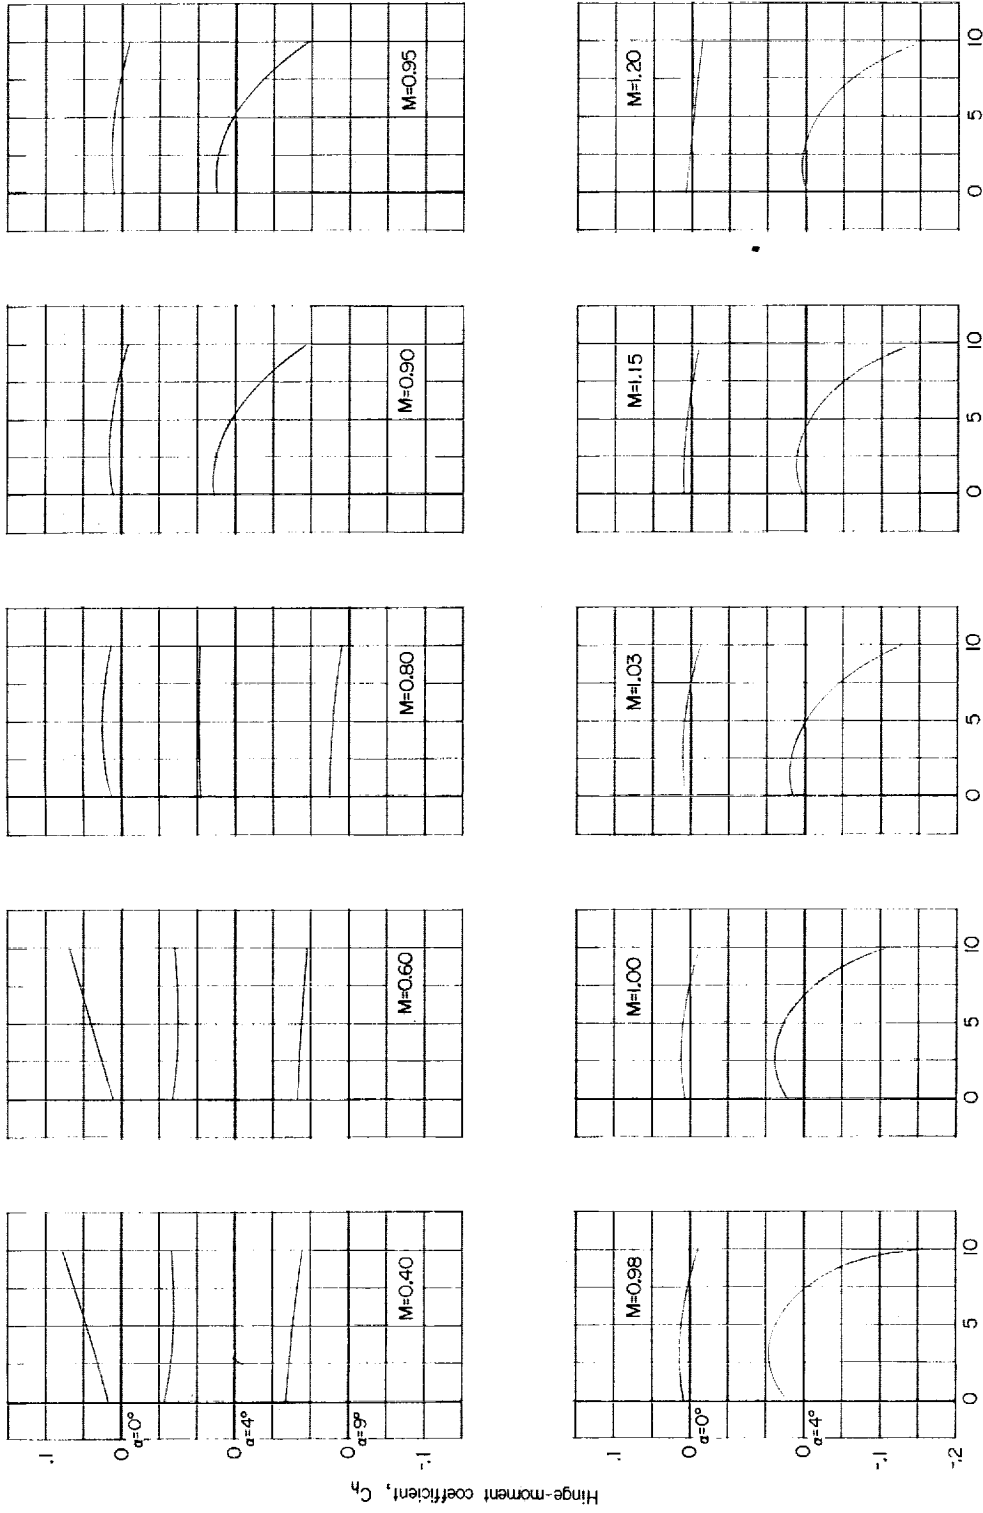 Hinge-moment coefficient, Cₕ
.1
0
α=0°
0
α=4°
0
α=9°
-.1
M=0.40
M=0.60
M=0.80
M=0.90
M=0.95
.1
0
α=0°
0
α=4°
-.1
-.2
M=0.98
M=1.00
M=1.03
M=1.15
M=1.20
0 5 10
0 5 10
0 5 10
0 5 10
0 5 10